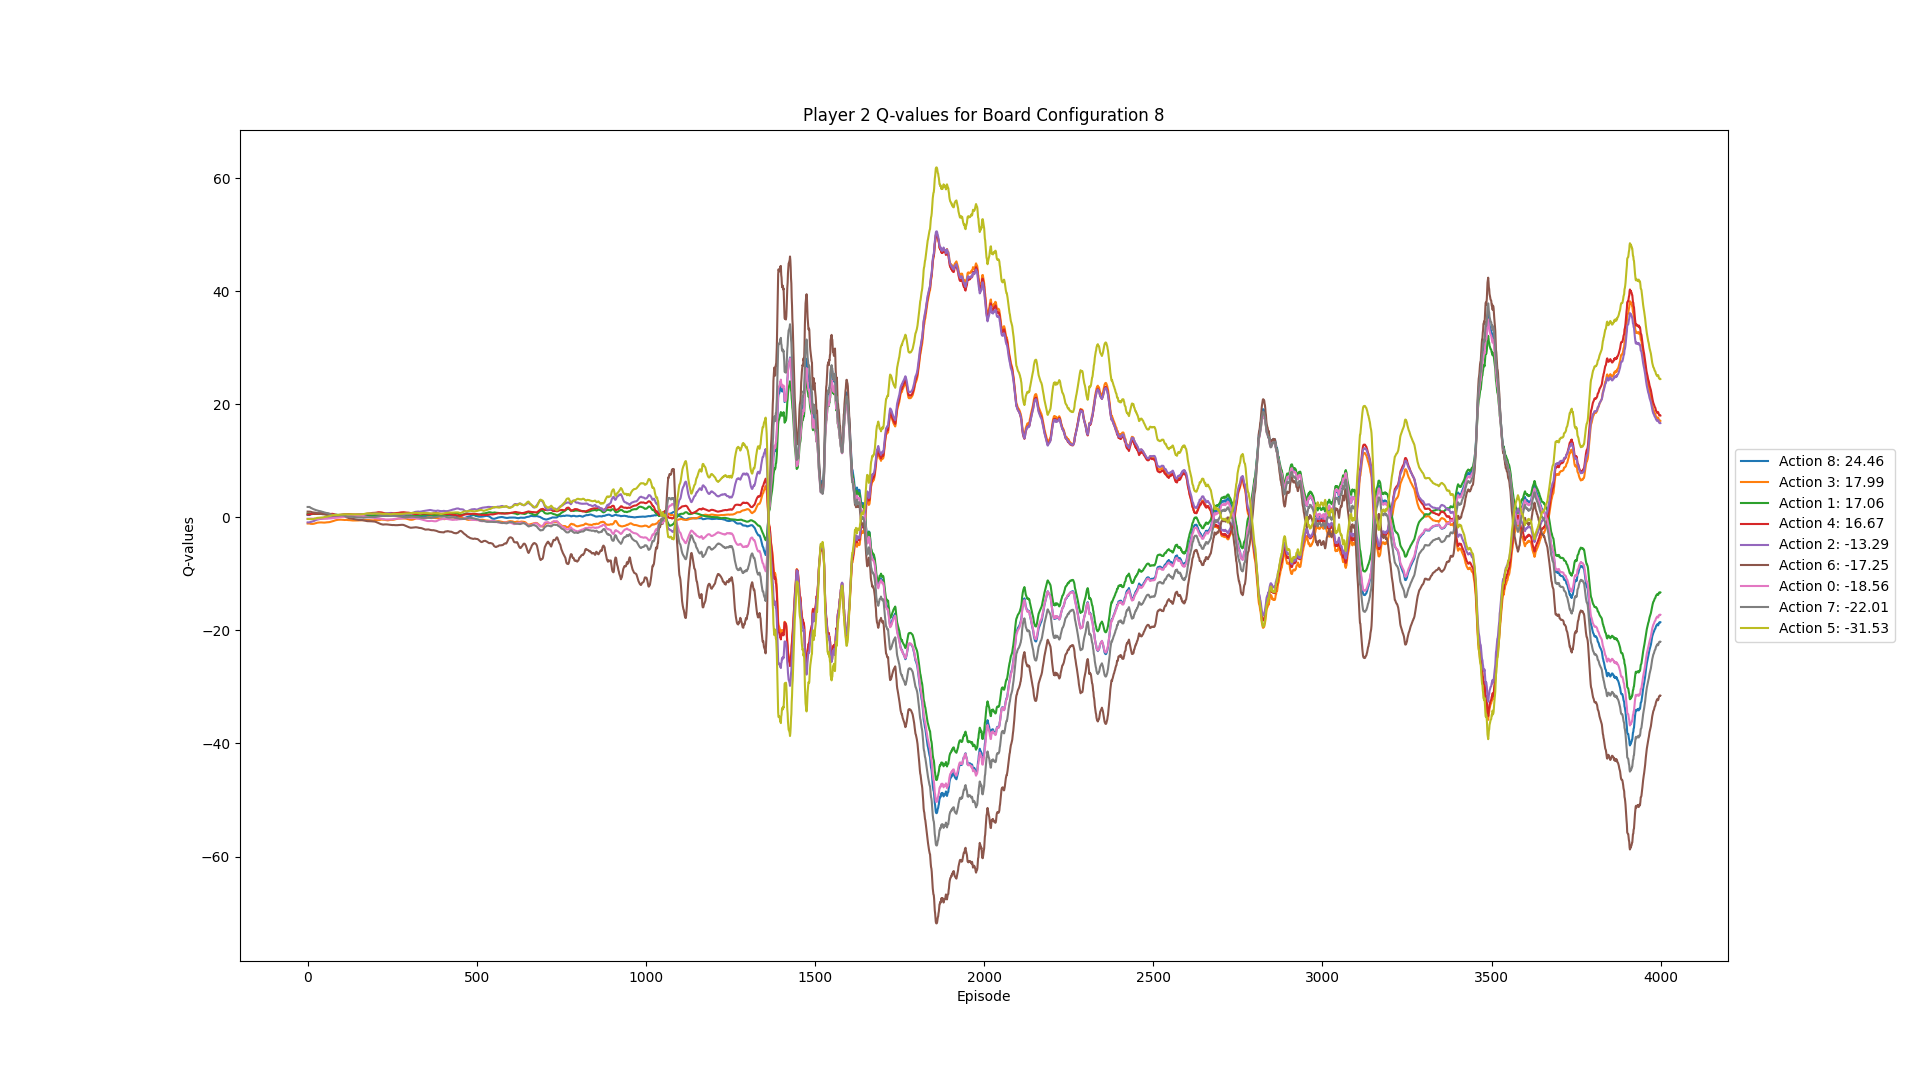 Player 2 Q-values for Board Configuration 8
60
40
20
0
−20
−40
−60
Q-values
0 500 1000 1500 2000 2500 3000 3500 4000
Episode
Action 8: 24.46
Action 3: 17.99
Action 1: 17.06
Action 4: 16.67
Action 2: -13.29
Action 6: -17.25
Action 0: -18.56
Action 7: -22.01
Action 5: -31.53